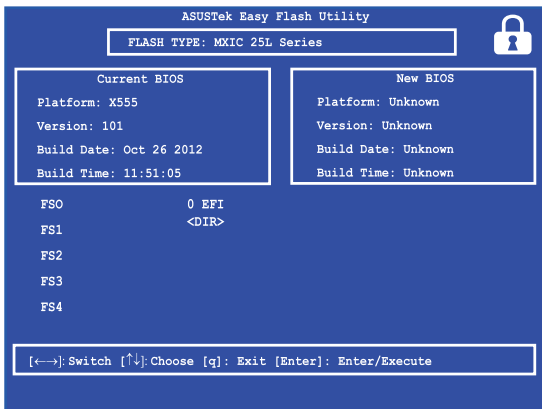 ASUSTek Easy Flash Utility
FLASH TYPE: MXIC 25L Series
Current BIOS
Platform: X555
Version: 101
Build Date: Oct 26 2012
Build Time: 11:51:05
New BIOS
Platform: Unknown
Version: Unknown
Build Date: Unknown
Build Time: Unknown
FSO 0 EFI
<DIR>
FS1
FS2
FS3
FS4
[←→]: Switch [↑↓]: Choose [q]: Exit [Enter]: Enter/Execute